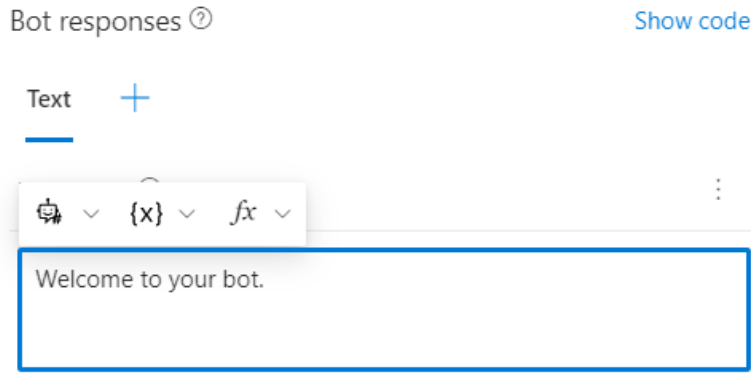 Bot responses ?
Show code
Text +
{x}
fx
Welcome to your bot.